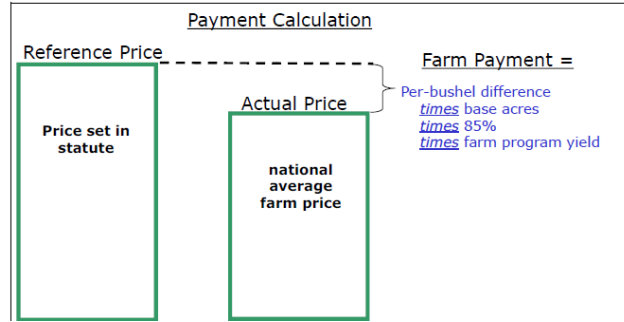 Payment Calculation
Reference Price
Price set in
statute
Actual Price
national
average
farm price
Farm Payment =
Per-bushel difference
times base acres
times 85%
times farm program yield